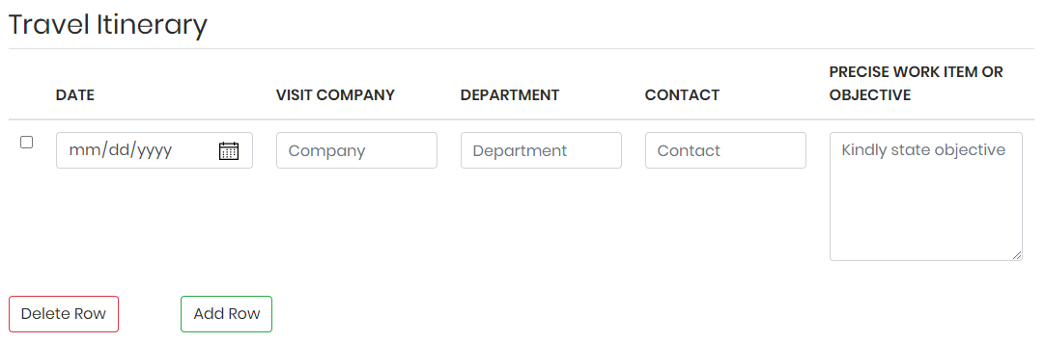 Travel Itinerary
DATE VISIT COMPANY DEPARTMENT CONTACT PRECISE WORK ITEM OR
OBJECTIVE
mm/dd/yyyy Company Department Contact Kindly state objective
Delete Row Add Row